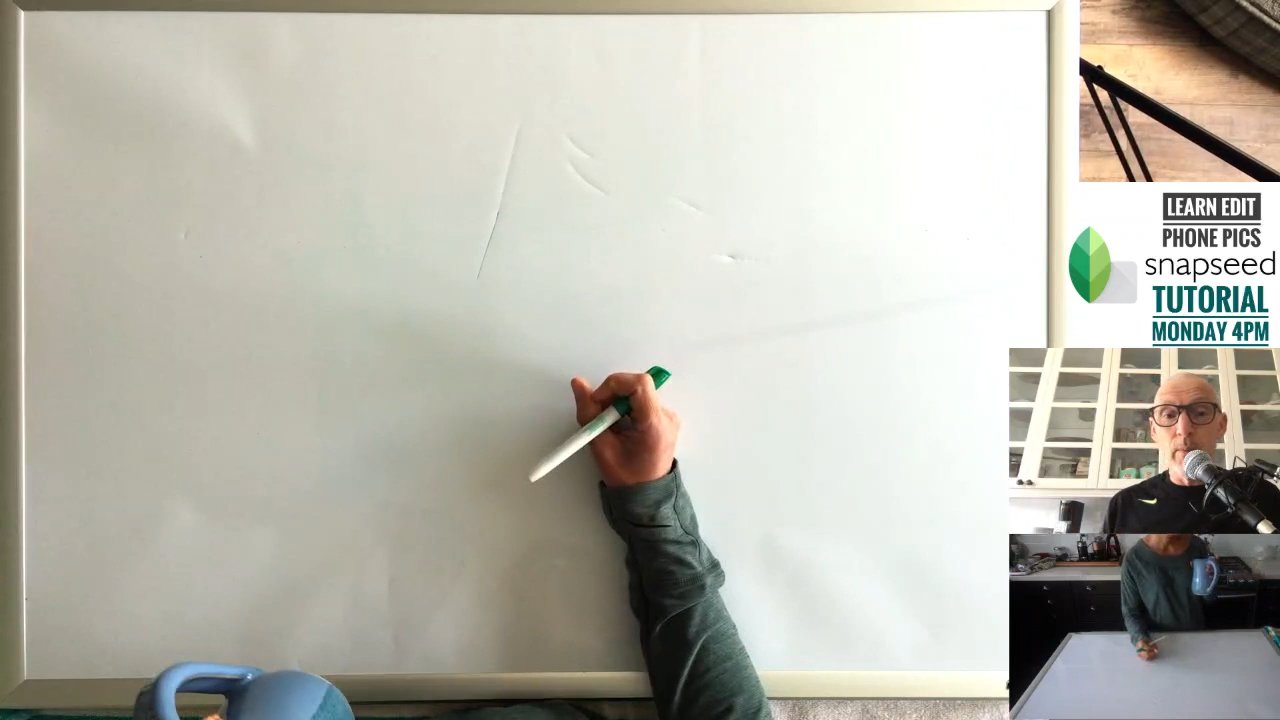 LEARN EDIT
PHONE PICS
snapseed
TUTORIAL
MONDAY 4PM